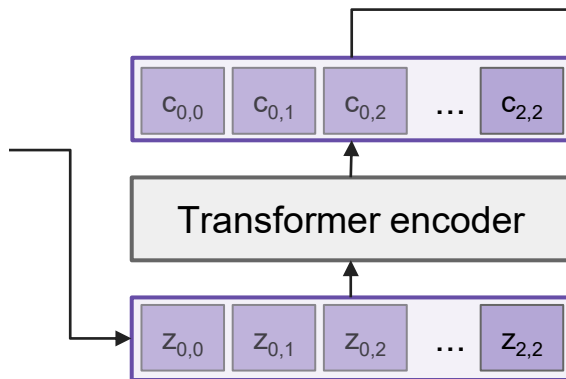 c0,0 c0,1 c0,2 ... c2,2
Transformer encoder
z0,0 z0,1 z0,2 ... z2,2